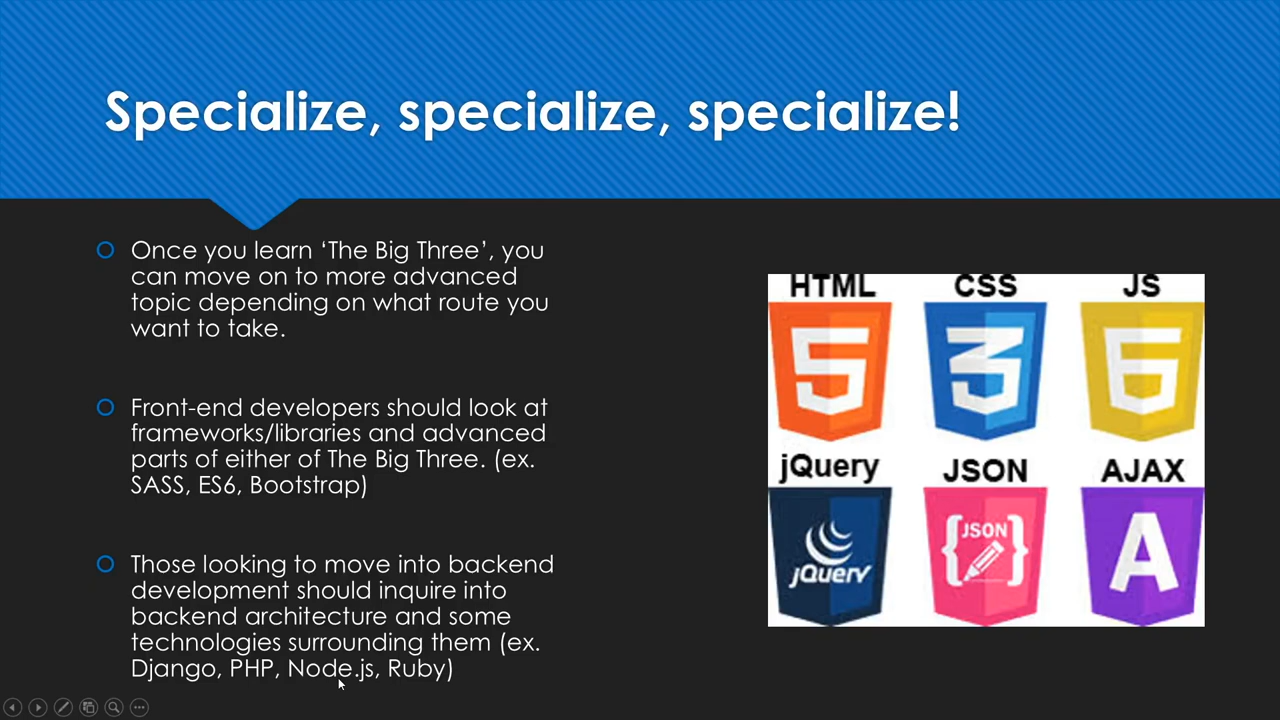 Specialize, specialize, specialize!
Once you learn ‘The Big Three’, you
can move on to more advanced
topic depending on what route you
want to take.
Front-end developers should look at
frameworks/libraries and advanced
parts of either of The Big Three. (ex.
SASS, ES6, Bootstrap)
Those looking to move into backend
development should inquire into
backend architecture and some
technologies surrounding them (ex.
Django, PHP, Node.js, Ruby)
HTML CSS JS
5 3 6
jQuery JSON AJAX
jQuery {JSON} A